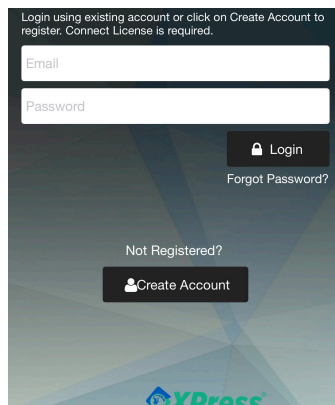 Login using existing account or click on Create Account to
register. Connect License is required.
Email
Password
Login
Forgot Password?
Not Registered?
Create Account
XPress